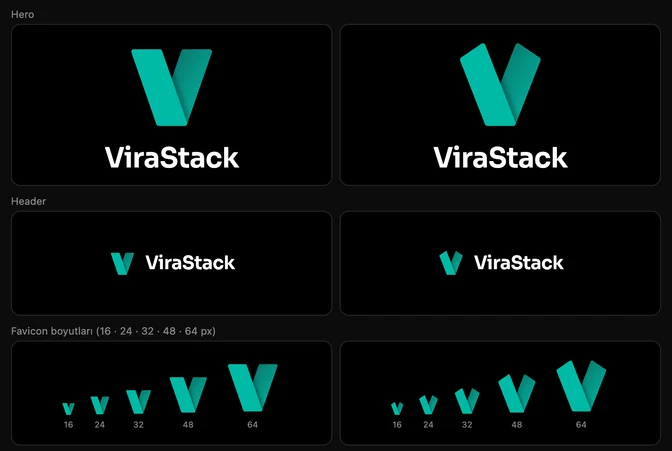 Hero
ViraStack
ViraStack
Header
ViraStack
ViraStack
Favicon boyutları (16 · 24 · 32 · 48 · 64 px)
16 24 32 48 64
16 24 32 48 64